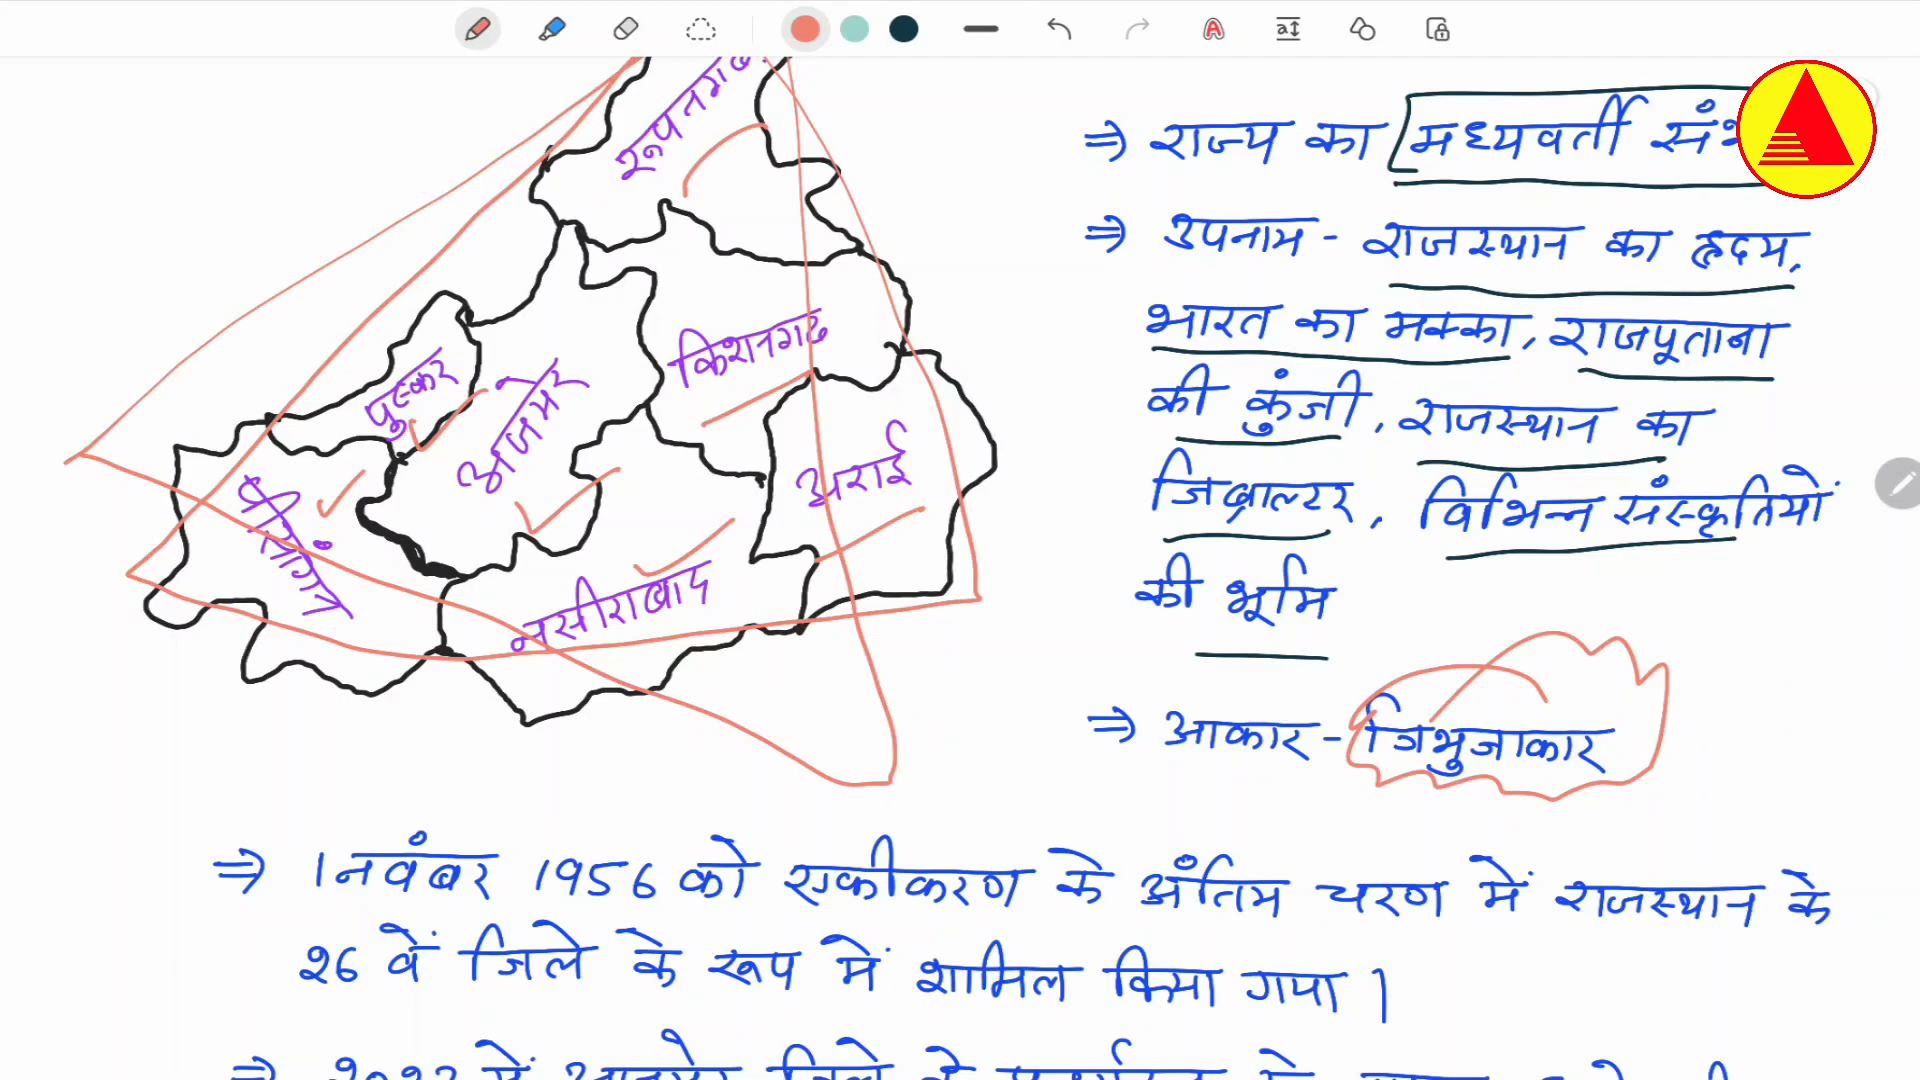 रूपनगढ़
⇒ राज्य का मध्यवर्ती
⇒ उपनाम - राजस्थान का हृदय,
भारत का मक्का, राजपूताना
की कुंजी, राजस्थान का
जिब्राल्टर, विभिन्न संस्कृतियों
की भूमि
⇒ आकार - त्रिभुजाकार
पुष्कर
अजमेर
किशनगढ़
अराई
नसीराबाद
⇒ 1 नवंबर 1956 को एकीकरण के अंतिम चरण में राजस्थान के
26 वें जिले के रूप में शामिल किया गया।